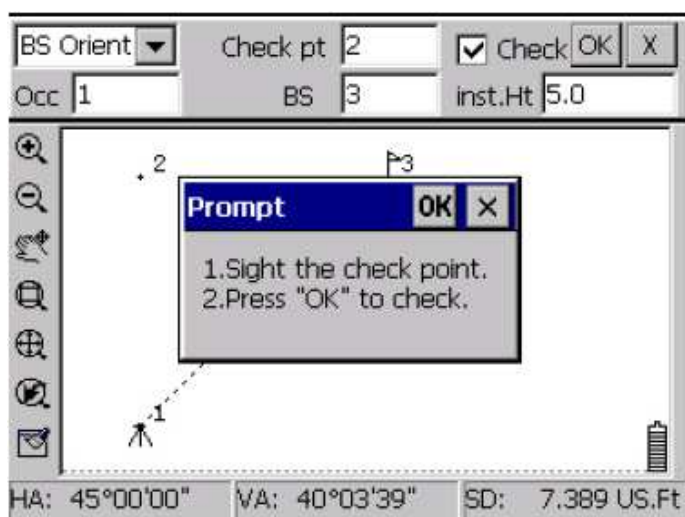 BS Orient Check pt 2 Check OK X
Occ 1 BS 3 inst.Ht 5.0
2 3
Prompt OK ×
1.Sight the check point.
2.Press "OK" to check.
1
HA: 45°00'00" VA: 40°03'39" SD: 7.389 US.Ft